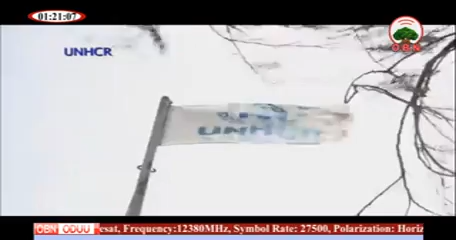 01:21:07
OBN
UNHCR
UNHCR
OBN ODUU esat, Frequency:12380MHz, Symbol Rate: 27500, Polarization: Horiz